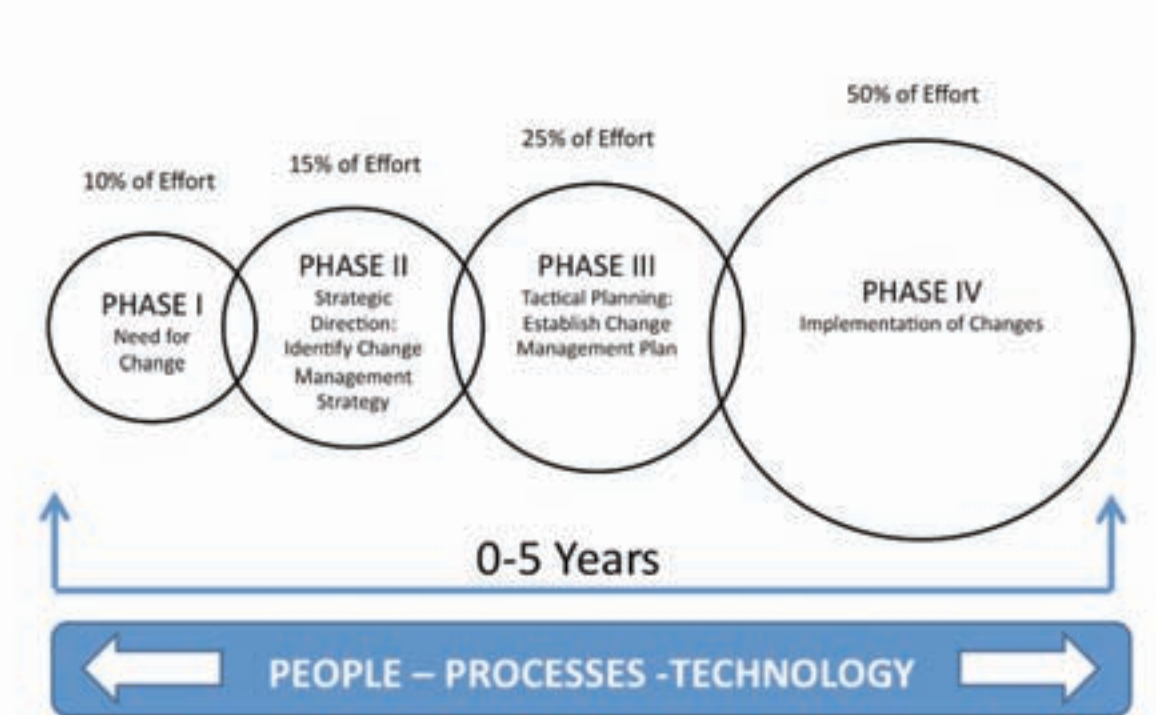 10% of Effort
15% of Effort
25% of Effort
50% of Effort
PHASE I
Need for
Change
PHASE II
Strategic
Direction:
Identify Change
Management
Strategy
PHASE III
Tactical Planning:
Establish Change
Management Plan
PHASE IV
Implementation of Changes
0-5 Years
PEOPLE – PROCESSES -TECHNOLOGY